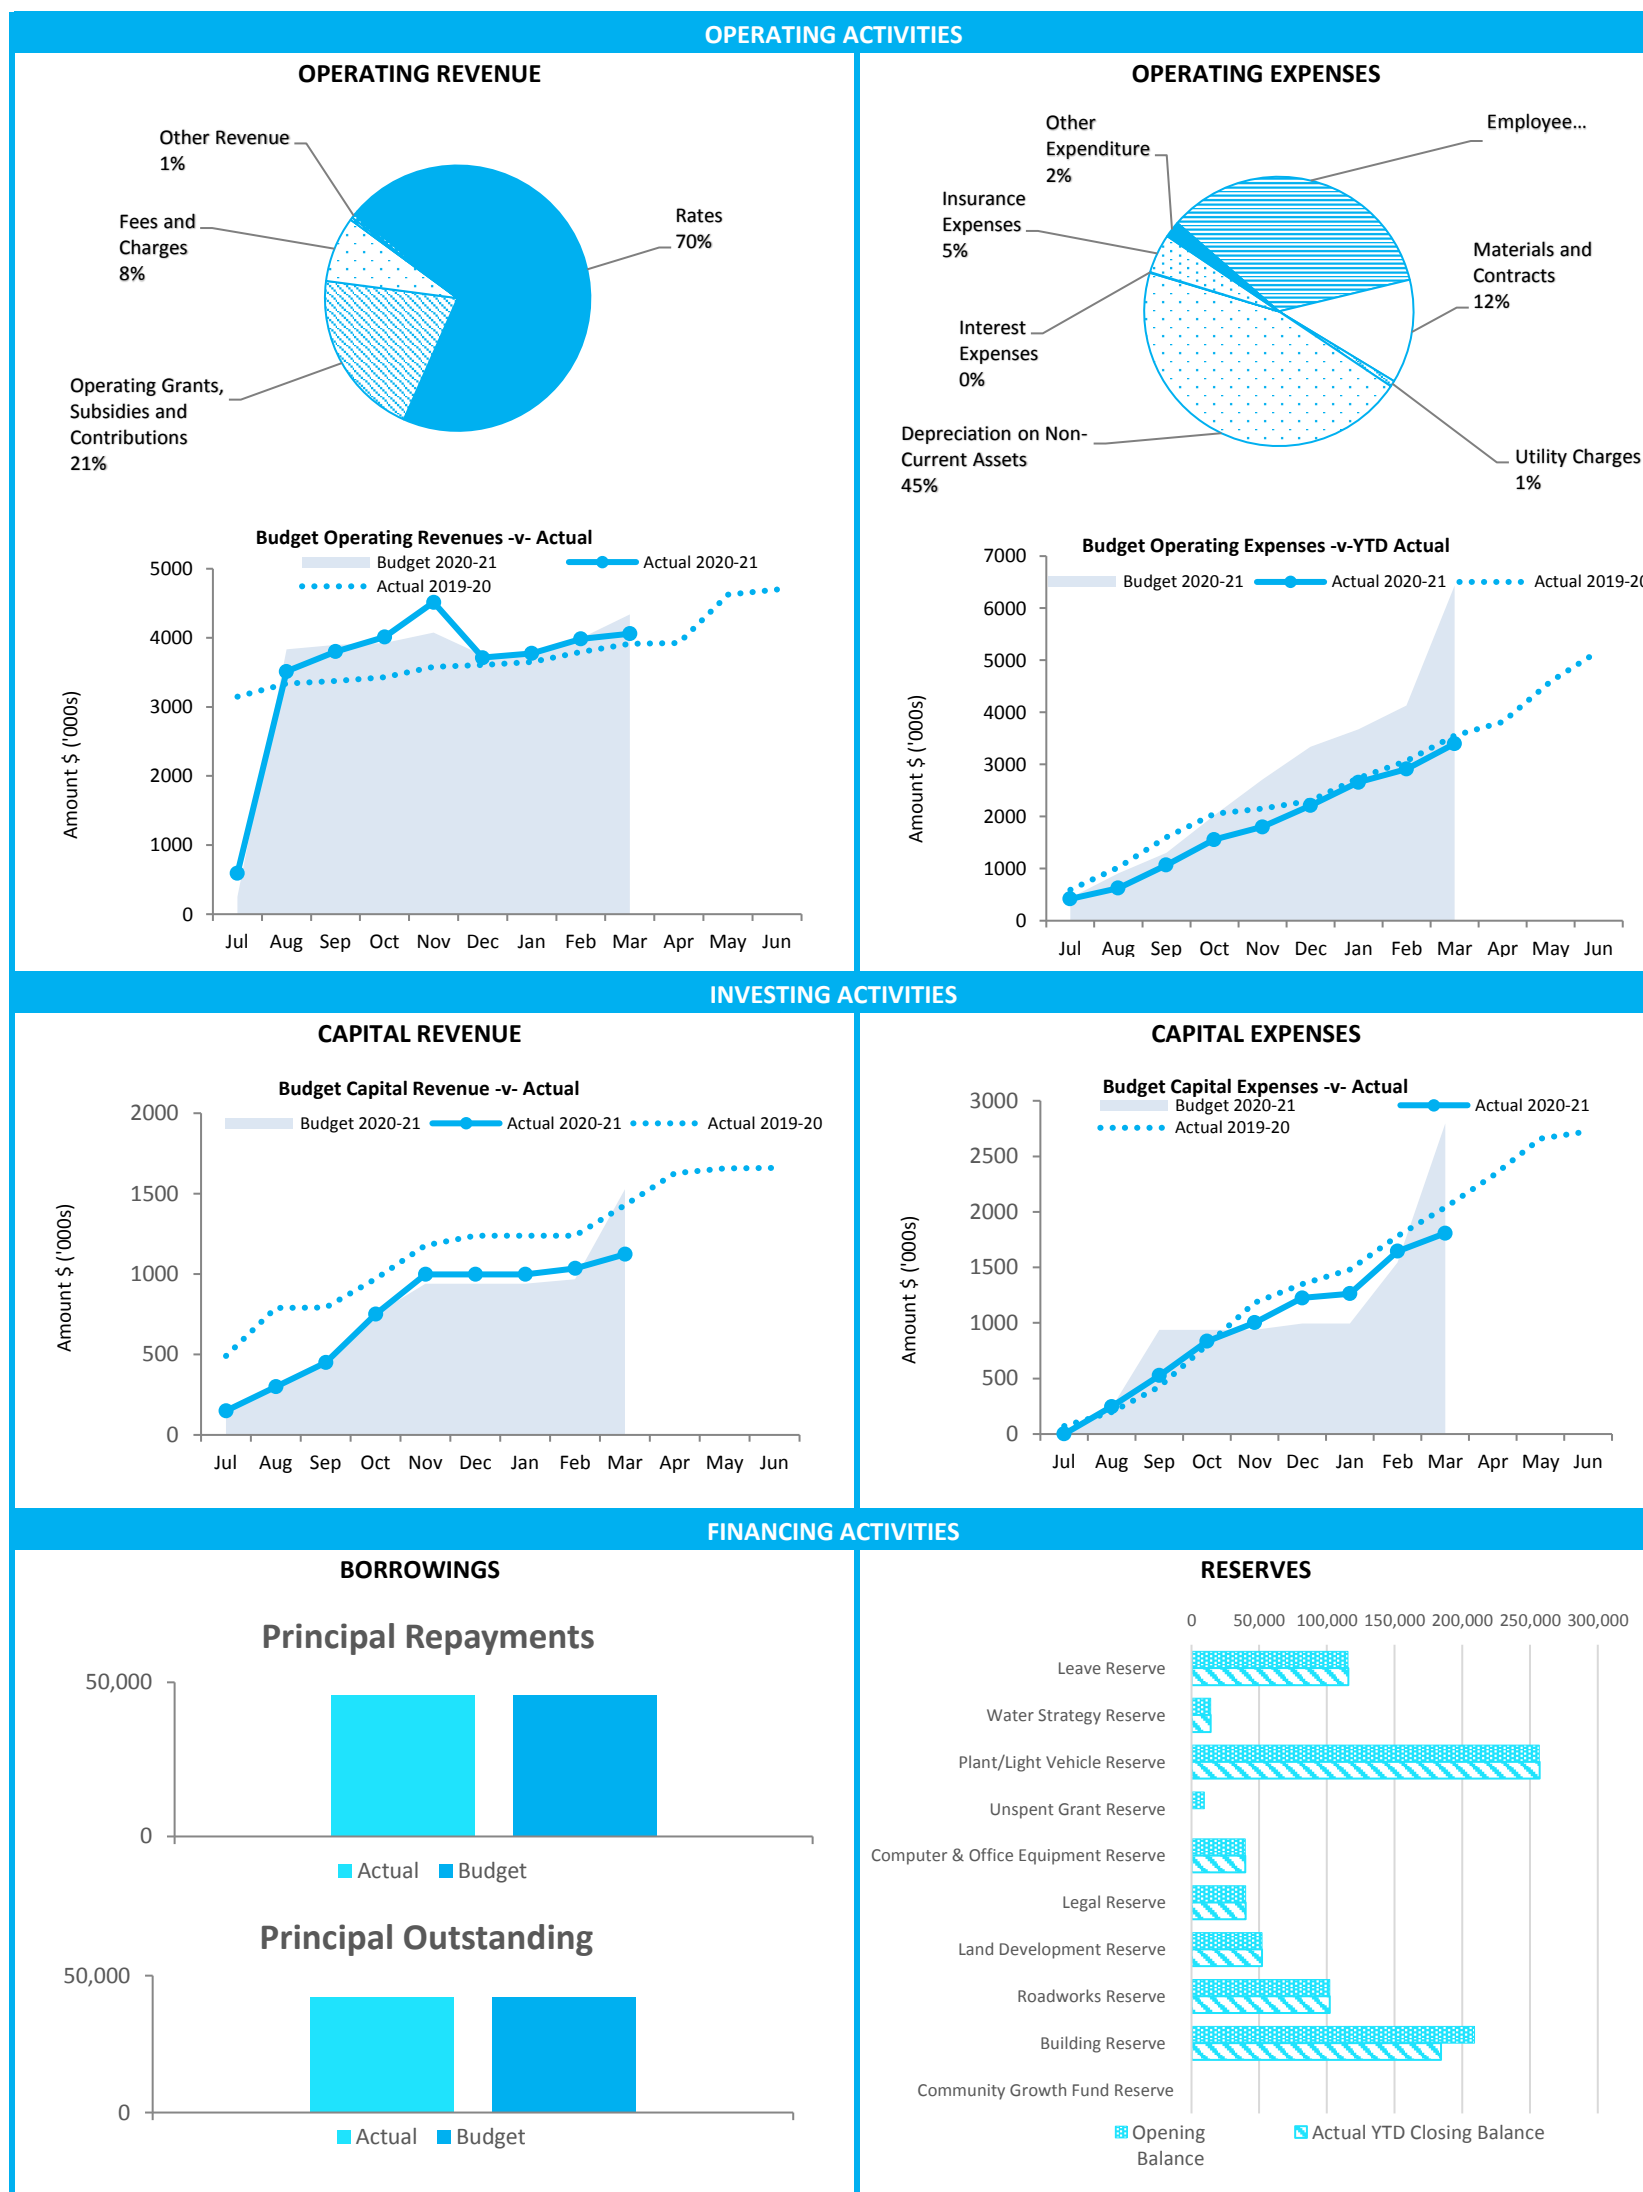 OPERATING ACTIVITIES
OPERATING REVENUE
Other Revenue
1%
Fees and
Charges
8%
Rates
70%
Operating Grants,
Subsidies and
Contributions
21%
OPERATING EXPENSES
Other
Expenditure
2%
Employee...
Insurance
Expenses
5%
Materials and
Contracts
12%
Interest
Expenses
0%
Depreciation on Non-
Current Assets
45%
Utility Charges
1%
Budget Operating Revenues -v- Actual
Budget 2020-21
Actual 2020-21
Actual 2019-20
Amount $ ('000s)
5000
4000
3000
2000
1000
0
Jul Aug Sep Oct Nov Dec Jan Feb Mar Apr May Jun
Budget Operating Expenses -v-YTD Actual
Budget 2020-21
Actual 2020-21
Actual 2019-20
Amount $ ('000s)
7000
6000
5000
4000
3000
2000
1000
0
Jul Aug Sep Oct Nov Dec Jan Feb Mar Apr May Jun
INVESTING ACTIVITIES
CAPITAL REVENUE
Budget Capital Revenue -v- Actual
Budget 2020-21
Actual 2020-21
Actual 2019-20
Amount $ ('000s)
2000
1500
1000
500
0
Jul Aug Sep Oct Nov Dec Jan Feb Mar Apr May Jun
CAPITAL EXPENSES
Budget Capital Expenses -v- Actual
Budget 2020-21
Actual 2020-21
Actual 2019-20
Amount $ ('000s)
3000
2500
2000
1500
1000
500
0
Jul Aug Sep Oct Nov Dec Jan Feb Mar Apr May Jun
FINANCING ACTIVITIES
BORROWINGS
Principal Repayments
50,000
0
Actual Budget
Principal Outstanding
50,000
0
Actual Budget
RESERVES
0 50,000 100,000 150,000 200,000 250,000 300,000
Leave Reserve
Water Strategy Reserve
Plant/Light Vehicle Reserve
Unspent Grant Reserve
Computer & Office Equipment Reserve
Legal Reserve
Land Development Reserve
Roadworks Reserve
Building Reserve
Community Growth Fund Reserve
Opening
Balance
Actual YTD Closing Balance